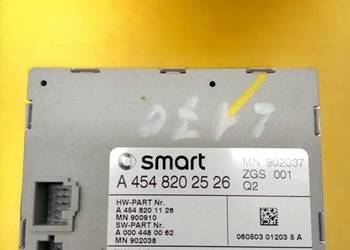 smart
MN 902037
A 454 820 25 26
ZGS 001
Q2
HW-PART Nr.
A 454 820 11 26
MN 900910
SW-PART Nr.
A 000 448 00 62
MN 902038
060503 01203 5 A